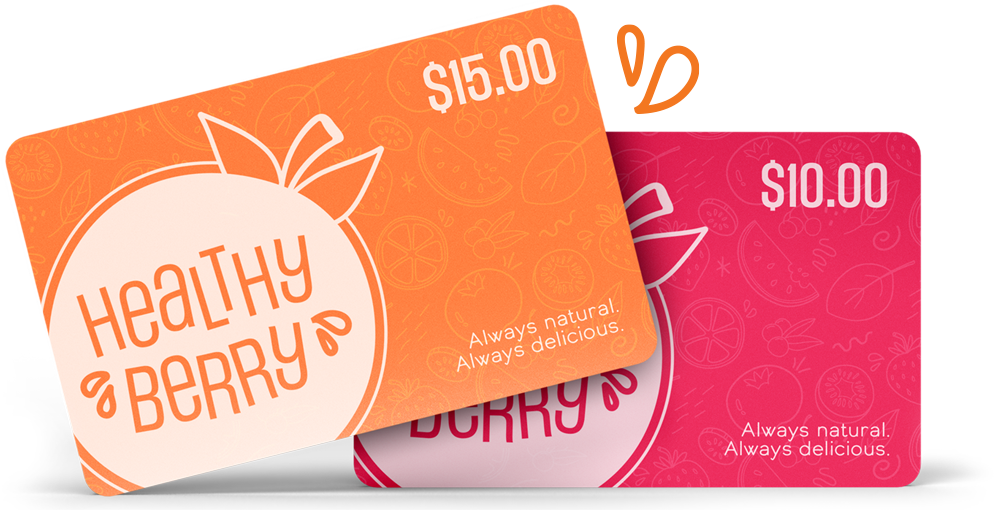 $15.00
HeaLTHY
BeRRY
Always natural.
Always delicious.
$10.00
BeRRY
Always natural.
Always delicious.